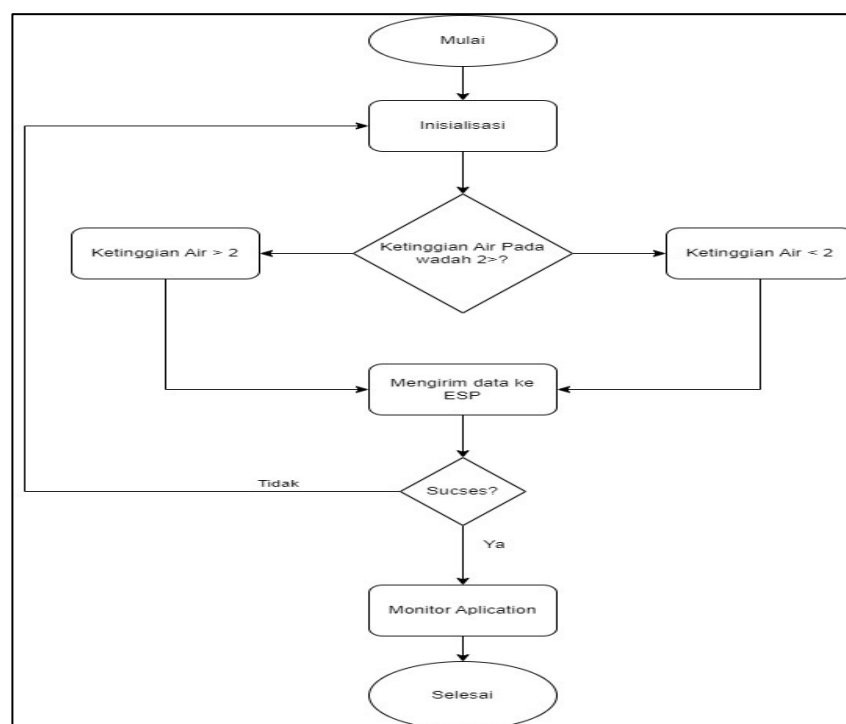 Mulai
Inisialisasi
Ketinggian Air Pada
wadah 2>?
Ketinggian Air > 2
Ketinggian Air < 2
Mengirim data ke
ESP
Sucses?
Tidak
Ya
Monitor Aplication
Selesai